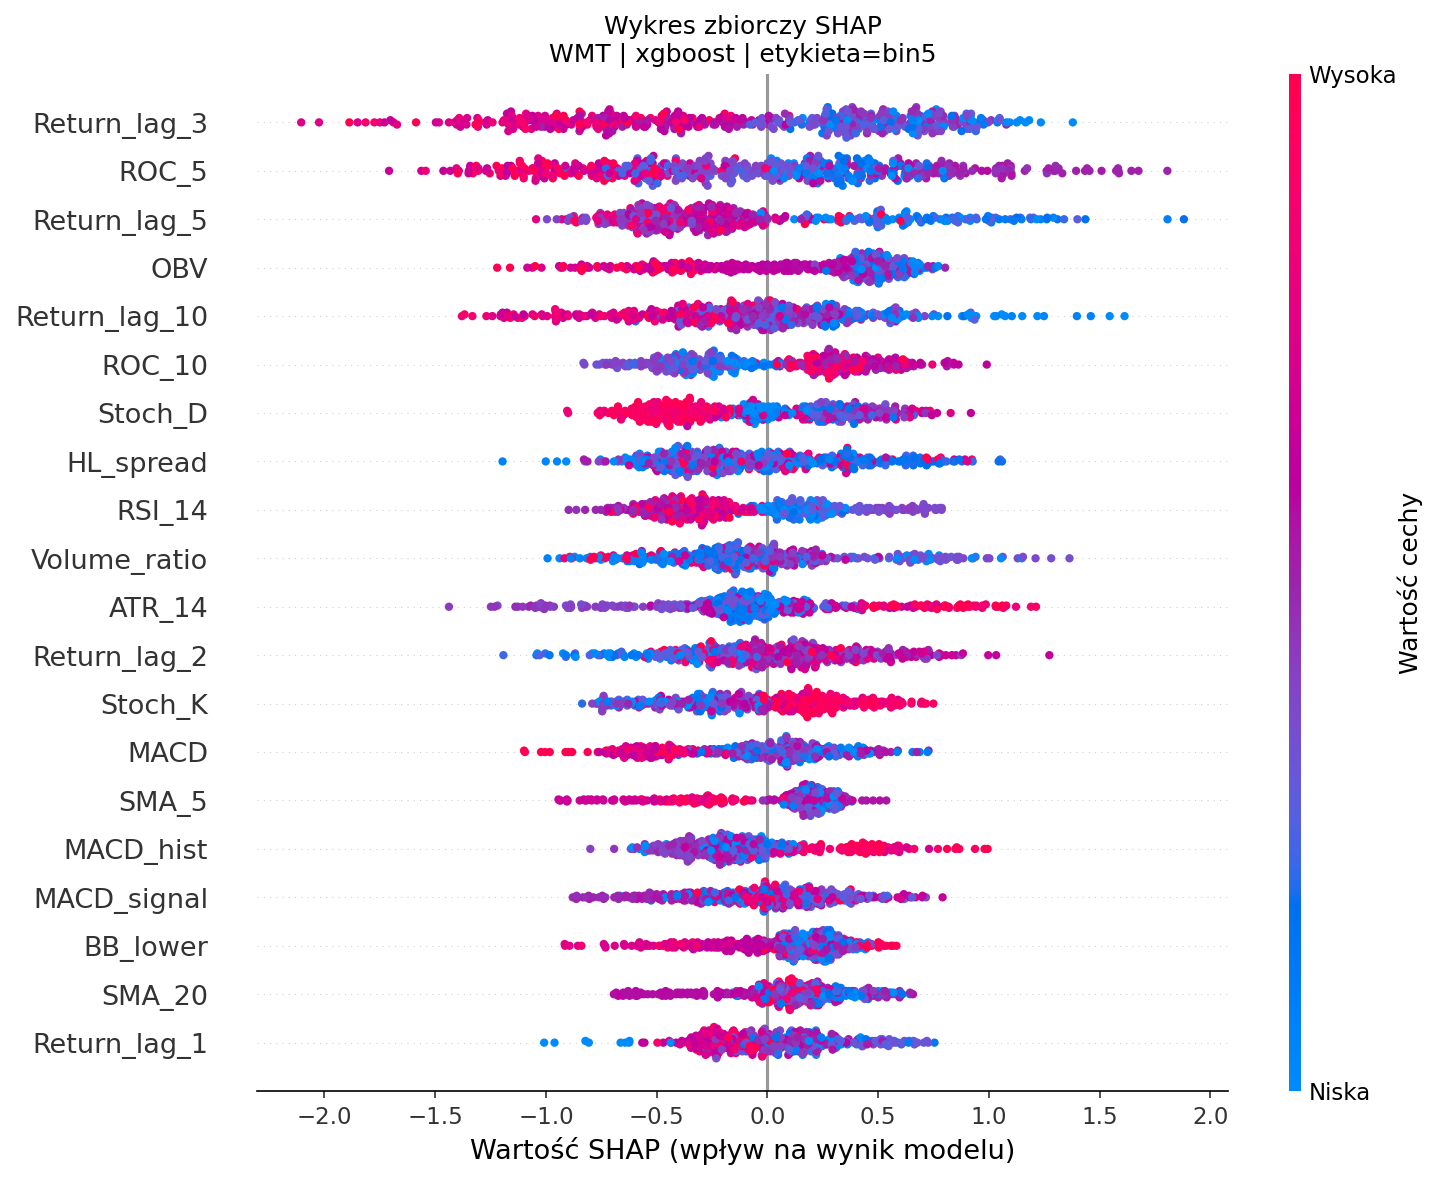 Wykres zbiorczy SHAP
WMT | xgboost | etykieta=bin5
Wysoka
Return_lag_3
ROC_5
Return_lag_5
OBV
Return_lag_10
ROC_10
Stoch_D
HL_spread
RSI_14
Volume_ratio
ATR_14
Return_lag_2
Stoch_K
MACD
SMA_5
MACD_hist
MACD_signal
BB_lower
SMA_20
Return_lag_1
Wartość cechy
Niska
−2.0 −1.5 −1.0 −0.5 0.0 0.5 1.0 1.5 2.0
Wartość SHAP (wpływ na wynik modelu)